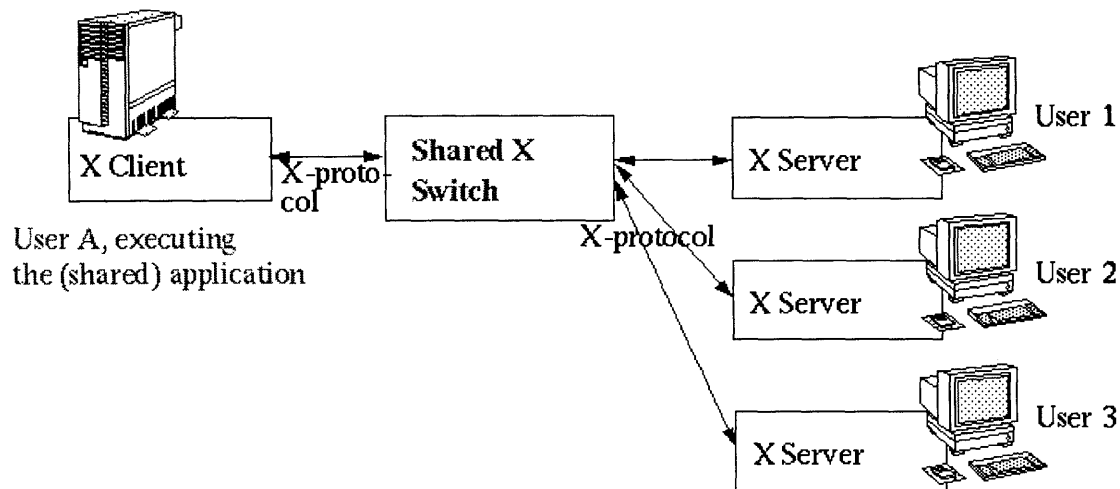 X Client
X-proto-
col
User A, executing
the (shared) application
Shared X
Switch
X-protocol
X Server
User 1
X Server
User 2
X Server
User 3